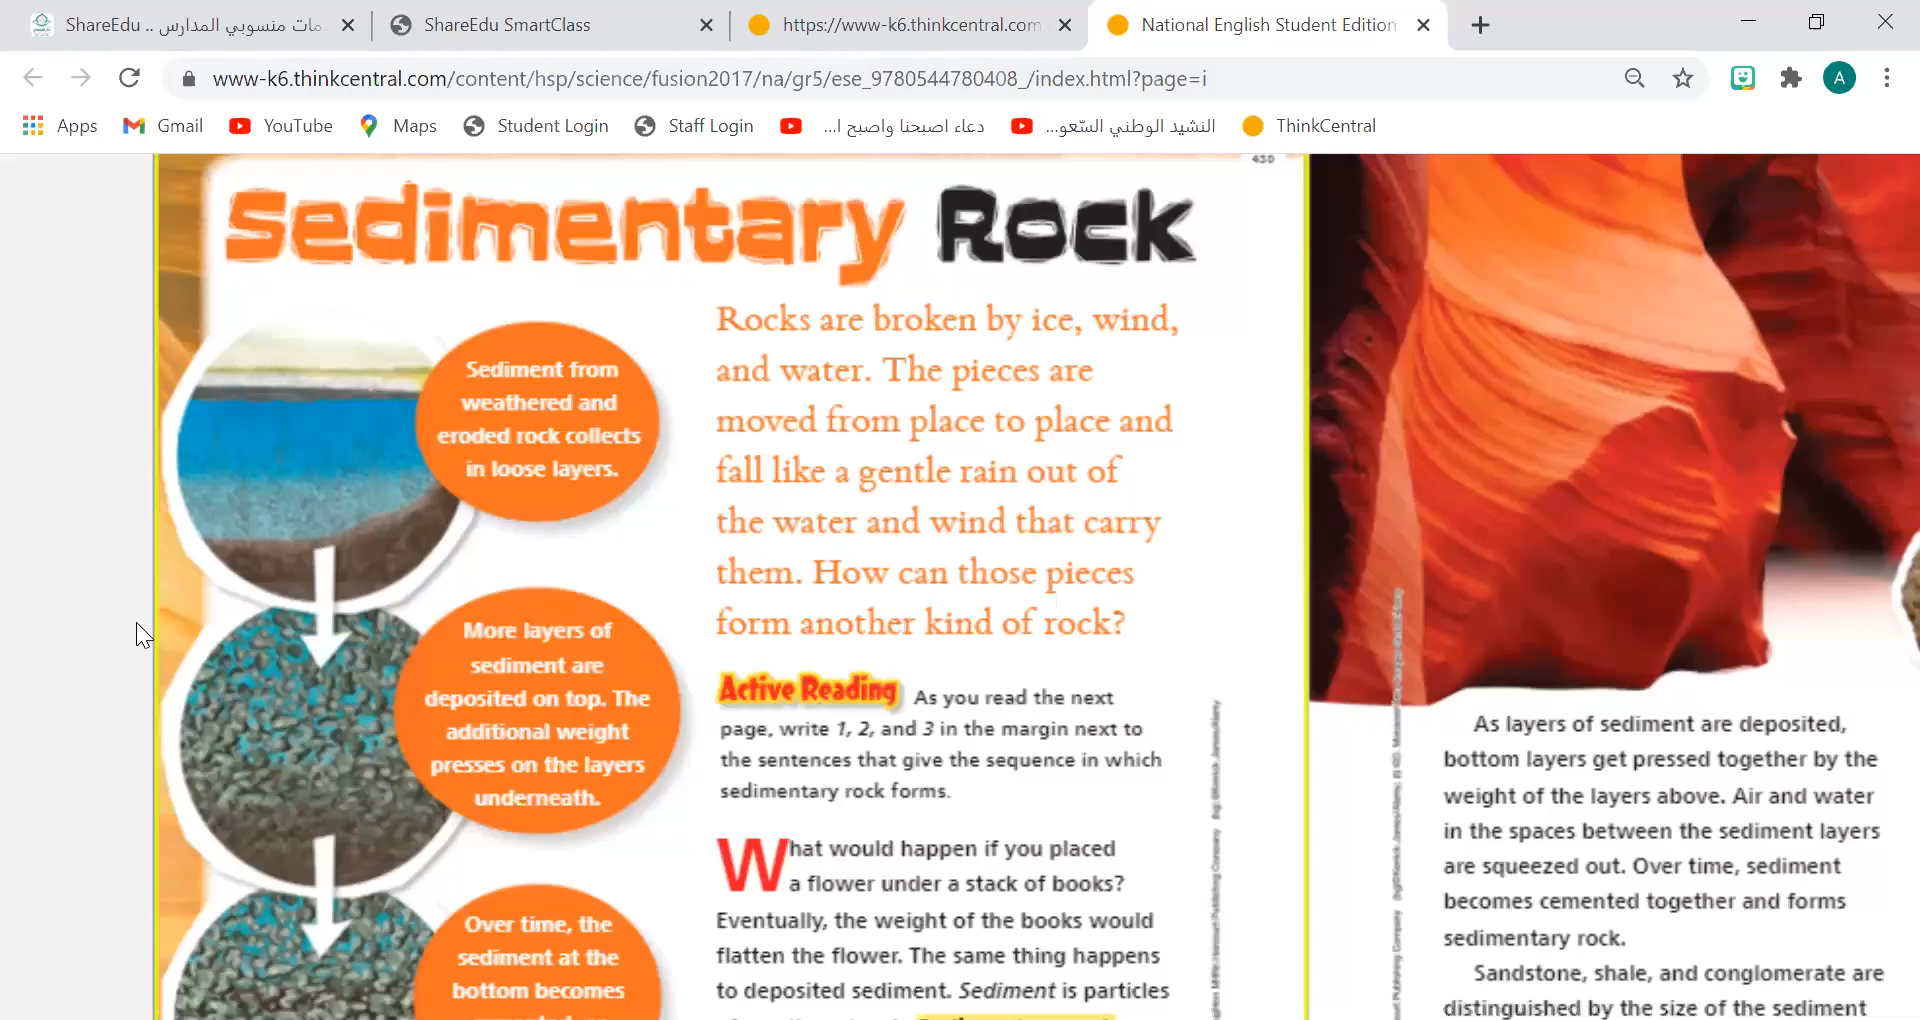 ShareEdu .. مات منسوبي المدارس
ShareEdu SmartClass
https://www-k6.thinkcentral.com
National English Student Edition
www-k6.thinkcentral.com/content/hsp/science/fusion2017/na/gr5/ese_9780544780408_/index.html?page=i
A
Apps
Gmail
YouTube
Maps
Student Login
Staff Login
دعاء اصبحنا واصبح ا...
النشيد الوطني السّعو...
ThinkCentral
430
Sedimentary Rock
Sediment from
weathered and
eroded rock collects
in loose layers.
More layers of
sediment are
deposited on top. The
additional weight
presses on the layers
underneath.
Over time, the
sediment at the
bottom becomes
Rocks are broken by ice, wind,
and water. The pieces are
moved from place to place and
fall like a gentle rain out of
the water and wind that carry
them. How can those pieces
form another kind of rock?
Active Reading As you read the next
page, write 1, 2, and 3 in the margin next to
the sentences that give the sequence in which
sedimentary rock forms.
What would happen if you placed
a flower under a stack of books?
Eventually, the weight of the books would
flatten the flower. The same thing happens
to deposited sediment. Sediment is particles
As layers of sediment are deposited,
bottom layers get pressed together by the
weight of the layers above. Air and water
in the spaces between the sediment layers
are squeezed out. Over time, sediment
becomes cemented together and forms
sedimentary rock.
Sandstone, shale, and conglomerate are
distinguished by the size of the sediment